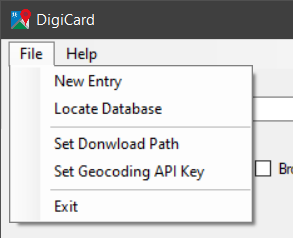 DigiCard
File Help
New Entry
Locate Database
Set Donwload Path
Set Geocoding API Key
Exit